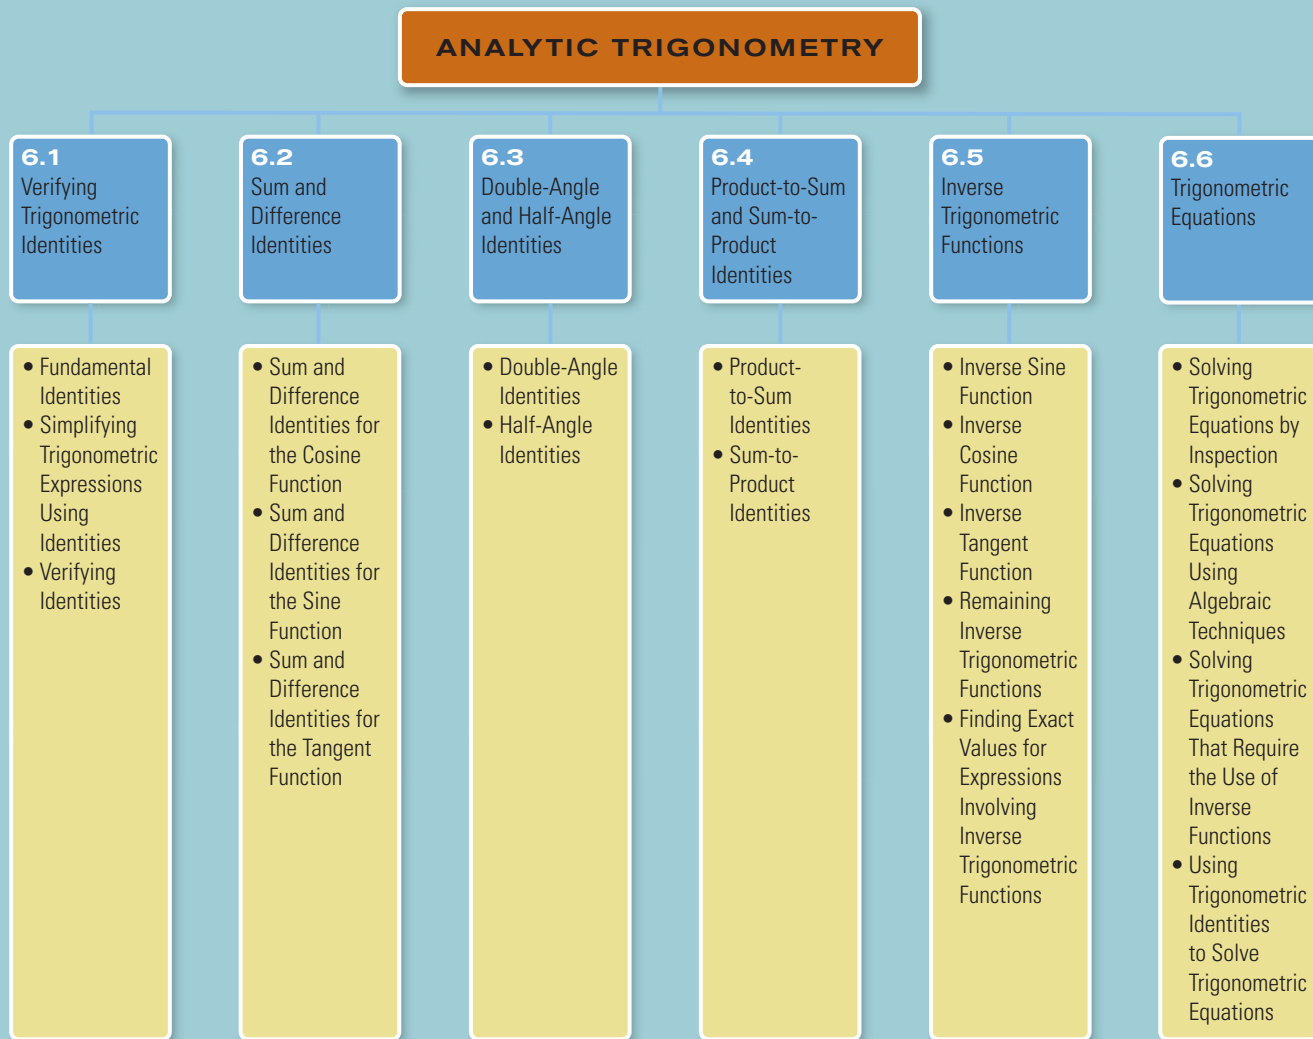 ANALYTIC TRIGONOMETRY
6.1
Verifying
Trigonometric
Identities
6.2
Sum and
Difference
Identities
6.3
Double-Angle
and Half-Angle
Identities
6.4
Product-to-Sum
and Sum-to-
Product
Identities
6.5
Inverse
Trigonometric
Functions
6.6
Trigonometric
Equations
• Fundamental
Identities
• Simplifying
Trigonometric
Expressions
Using
Identities
• Verifying
Identities
• Sum and
Difference
Identities for
the Cosine
Function
• Sum and
Difference
Identities for
the Sine
Function
• Sum and
Difference
Identities for
the Tangent
Function
• Double-Angle
Identities
• Half-Angle
Identities
• Product-
to-Sum
Identities
• Sum-to-
Product
Identities
• Inverse Sine
Function
• Inverse
Cosine
Function
• Inverse
Tangent
Function
• Remaining
Inverse
Trigonometric
Functions
• Finding Exact
Values for
Expressions
Involving
Inverse
Trigonometric
Functions
• Solving
Trigonometric
Equations by
Inspection
• Solving
Trigonometric
Equations
Using
Algebraic
Techniques
• Solving
Trigonometric
Equations
That Require
the Use of
Inverse
Functions
• Using
Trigonometric
Identities
to Solve
Trigonometric
Equations